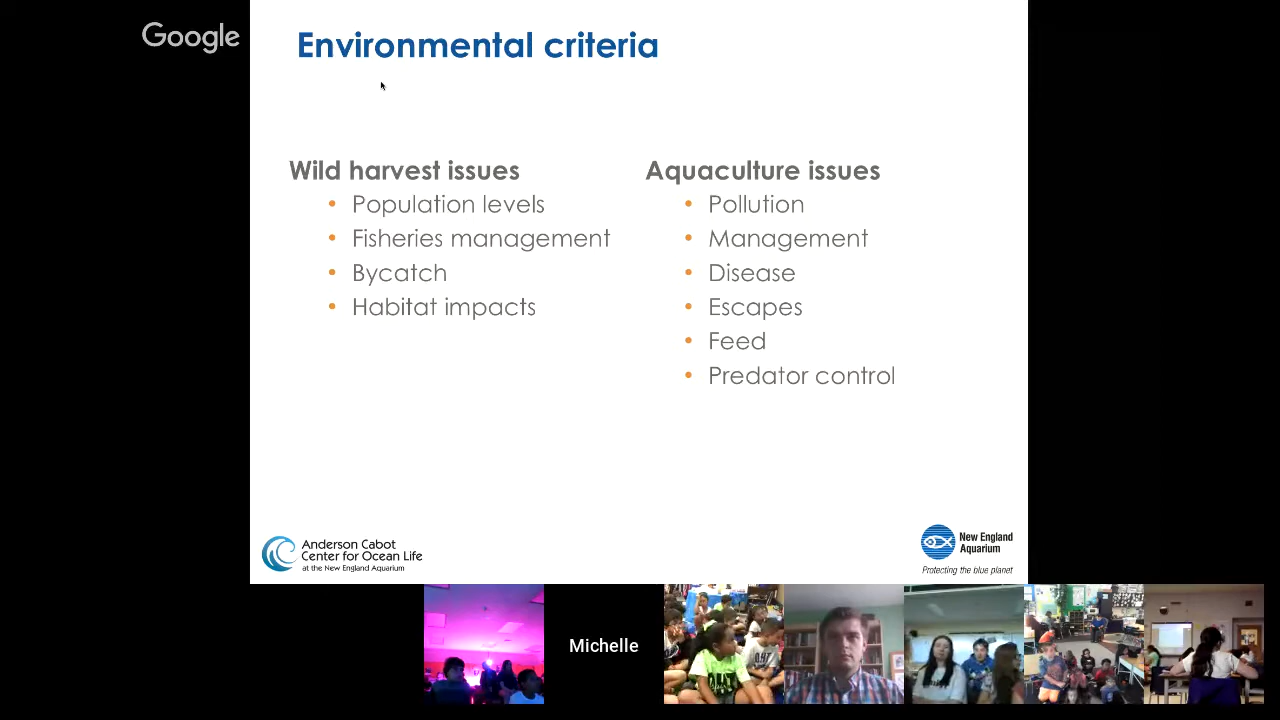 Google
Environmental criteria
Wild harvest issues
• Population levels
• Fisheries management
• Bycatch
• Habitat impacts
Aquaculture issues
• Pollution
• Management
• Disease
• Escapes
• Feed
• Predator control
Anderson Cabot
Center for Ocean Life
at the New England Aquarium
New England
Aquarium
Protecting the blue planet
Michelle